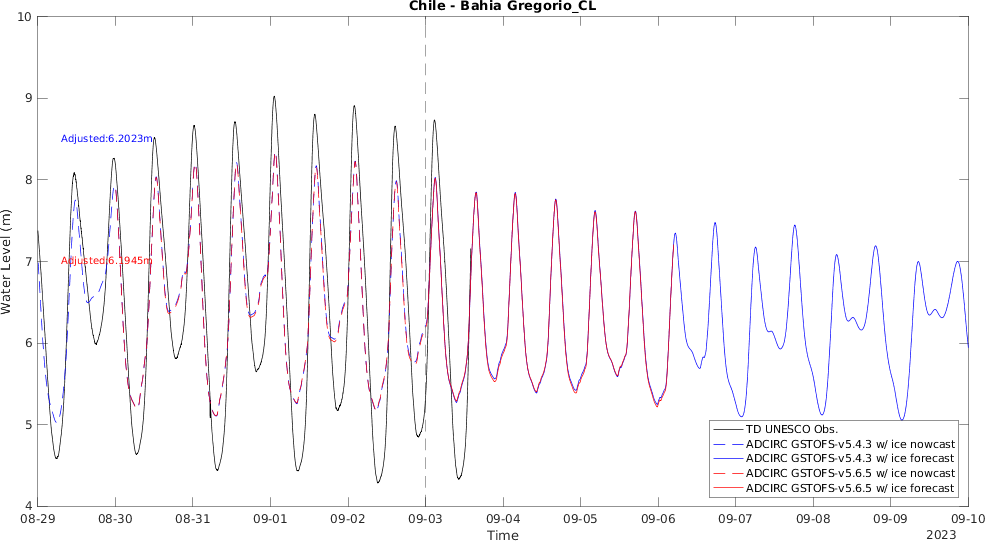 Chile - Bahia Gregorio_CL
10
9
8
7
6
5
4
Water Level (m)
Adjusted:6.2023m
Adjusted:6.1945m
TD UNESCO Obs.
ADCIRC GSTOFS-v5.4.3 w/ ice nowcast
ADCIRC GSTOFS-v5.4.3 w/ ice forecast
ADCIRC GSTOFS-v5.6.5 w/ ice nowcast
ADCIRC GSTOFS-v5.6.5 w/ ice forecast
08-29 08-30 08-31 09-01 09-02 09-03 09-04 09-05 09-06 09-07 09-08 09-09 09-10
Time
2023